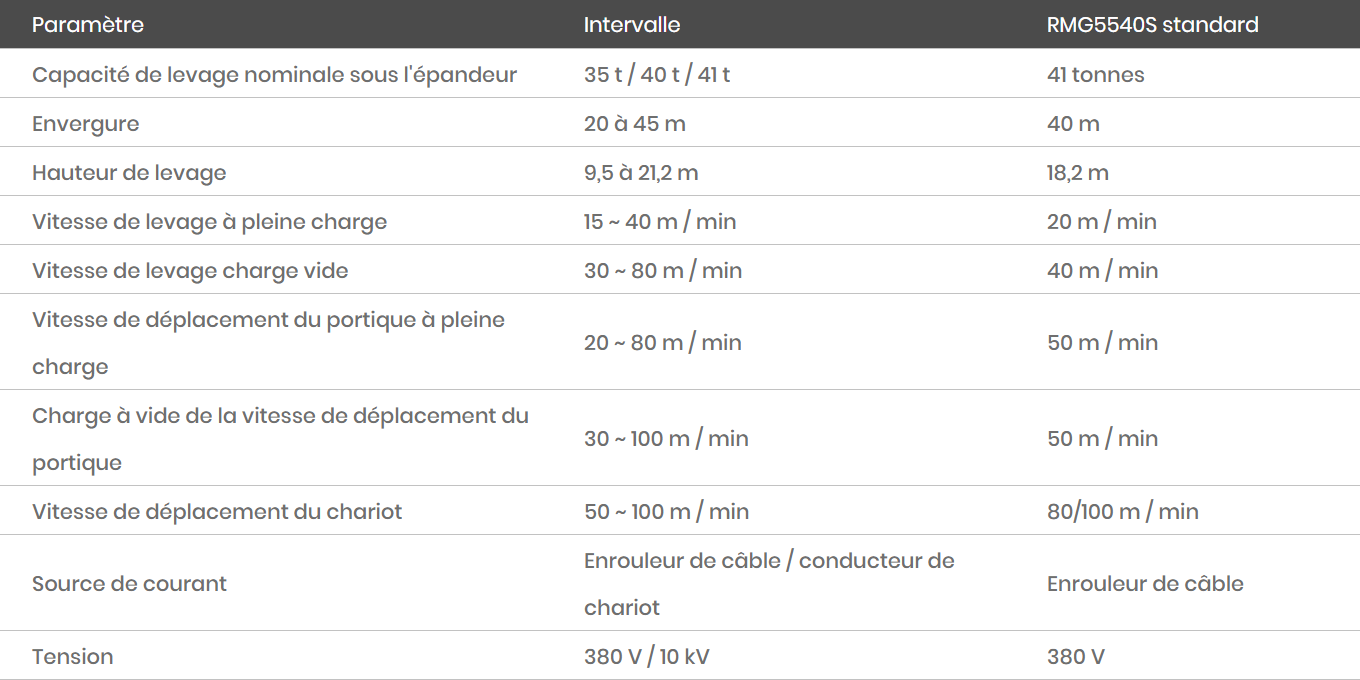 Paramètre Intervalle RMG5540S standard
Capacité de levage nominale sous l'épandeur 35 t / 40 t / 41 t 41 tonnes
Envergure 20 à 45 m 40 m
Hauteur de levage 9,5 à 21,2 m 18,2 m
Vitesse de levage à pleine charge 15 ~ 40 m / min 20 m / min
Vitesse de levage charge vide 30 ~ 80 m / min 40 m / min
Vitesse de déplacement du portique à pleine
charge 20 ~ 80 m / min 50 m / min
Charge à vide de la vitesse de déplacement du
portique 30 ~ 100 m / min 50 m / min
Vitesse de déplacement du chariot 50 ~ 100 m / min 80/100 m / min
Source de courant Enrouleur de câble / conducteur de
chariot Enrouleur de câble
Tension 380 V / 10 kV 380 V